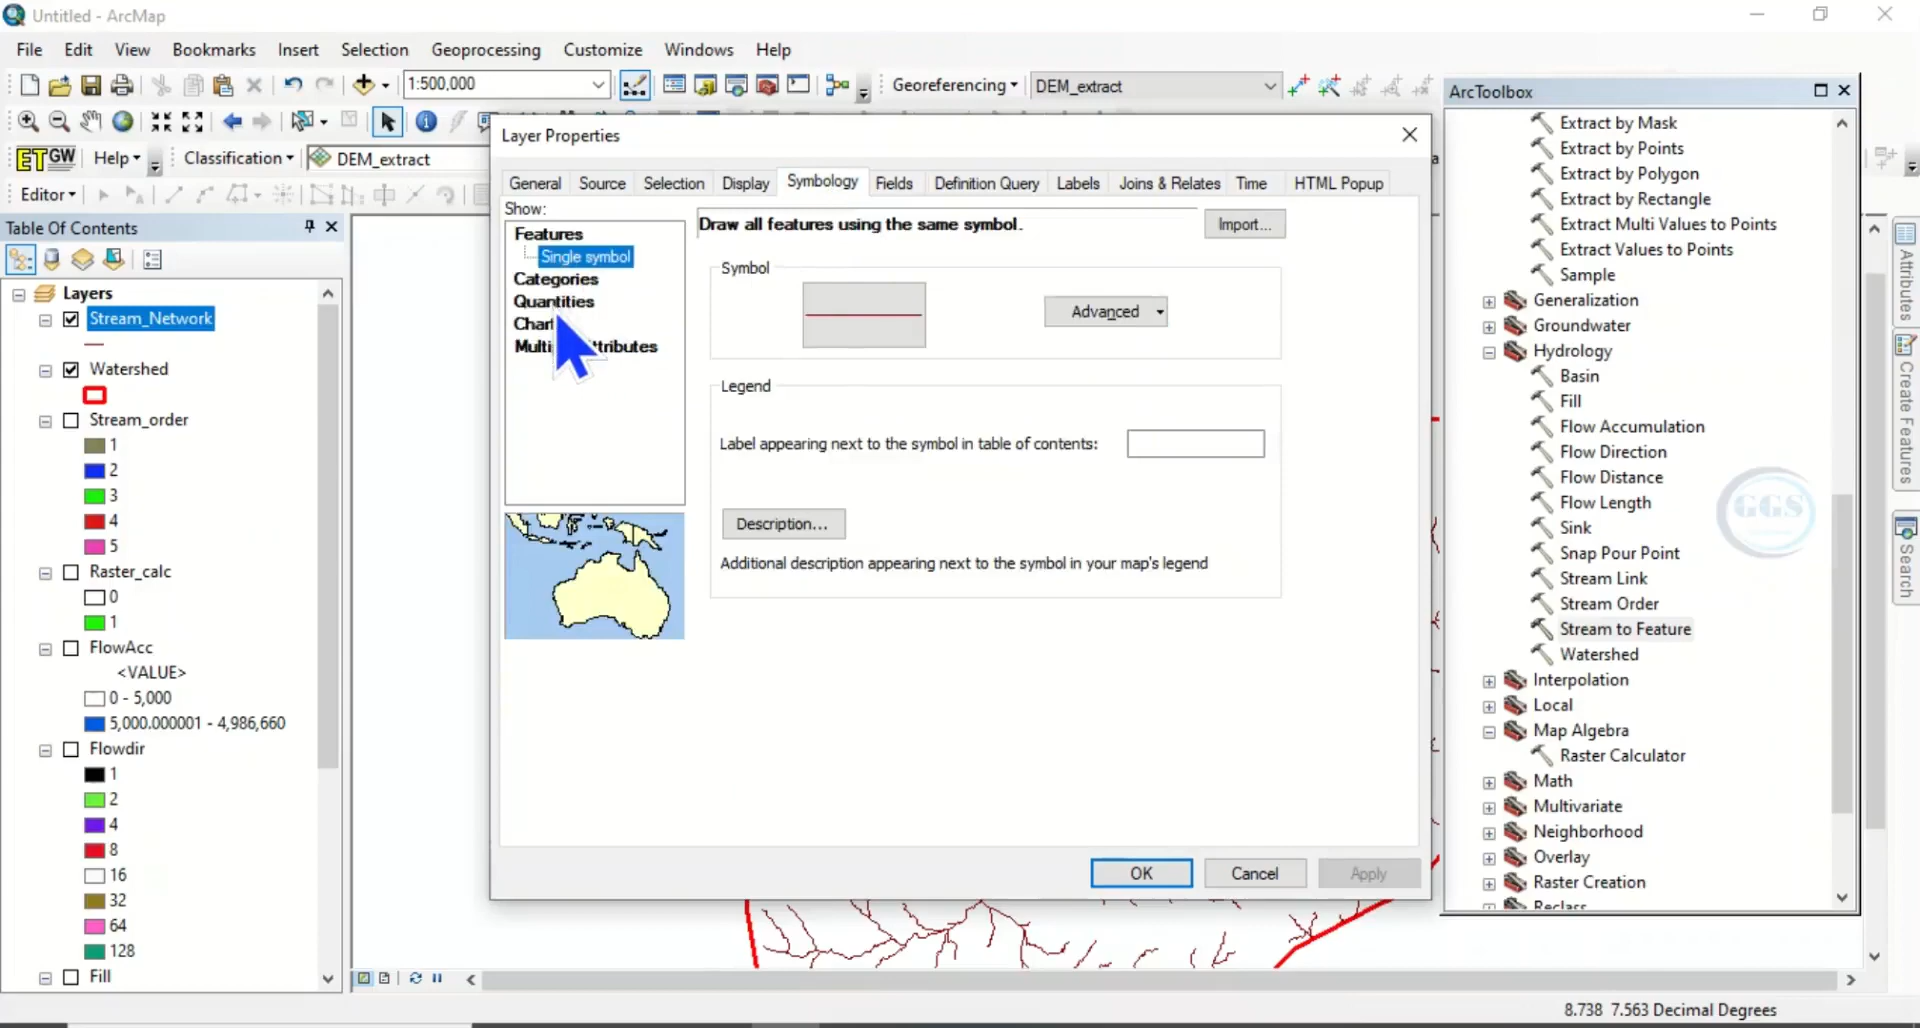 Untitled - ArcMap
File Edit View Bookmarks Insert Selection Geoprocessing Customize Windows Help
1:500,000
Georeferencing
DEM_extract
ETGW Help
Classification
DEM_extract
Editor
Table Of Contents
Layers
Stream_Network
Watershed
Stream_order
1
2
3
4
5
Raster_calc
0
1
FlowAcc
<VALUE>
0 - 5,000
5,000.000001 - 4,986,660
Flowdir
1
2
4
8
16
32
64
128
Fill
Layer Properties
General Source Selection Display Symbology Fields Definition Query Labels Joins & Relates Time HTML Popup
Show:
Features
Single symbol
Categories
Quantities
Draw all features using the same symbol.
Import...
Symbol
Advanced
Legend
Label appearing next to the symbol in table of contents:
Description...
Additional description appearing next to the symbol in your map's legend
OK Cancel Apply
ArcToolbox
Extract by Mask
Extract by Points
Extract by Polygon
Extract by Rectangle
Extract Multi Values to Points
Extract Values to Points
Sample
Generalization
Groundwater
Hydrology
Basin
Fill
Flow Accumulation
Flow Direction
Flow Distance
Flow Length
Sink
Snap Pour Point
Stream Link
Stream Order
Stream to Feature
Watershed
Interpolation
Local
Map Algebra
Raster Calculator
Math
Multivariate
Neighborhood
Overlay
Raster Creation
Reclass
GGS
Attributes
Create Features
Search
8.738 7.563 Decimal Degrees